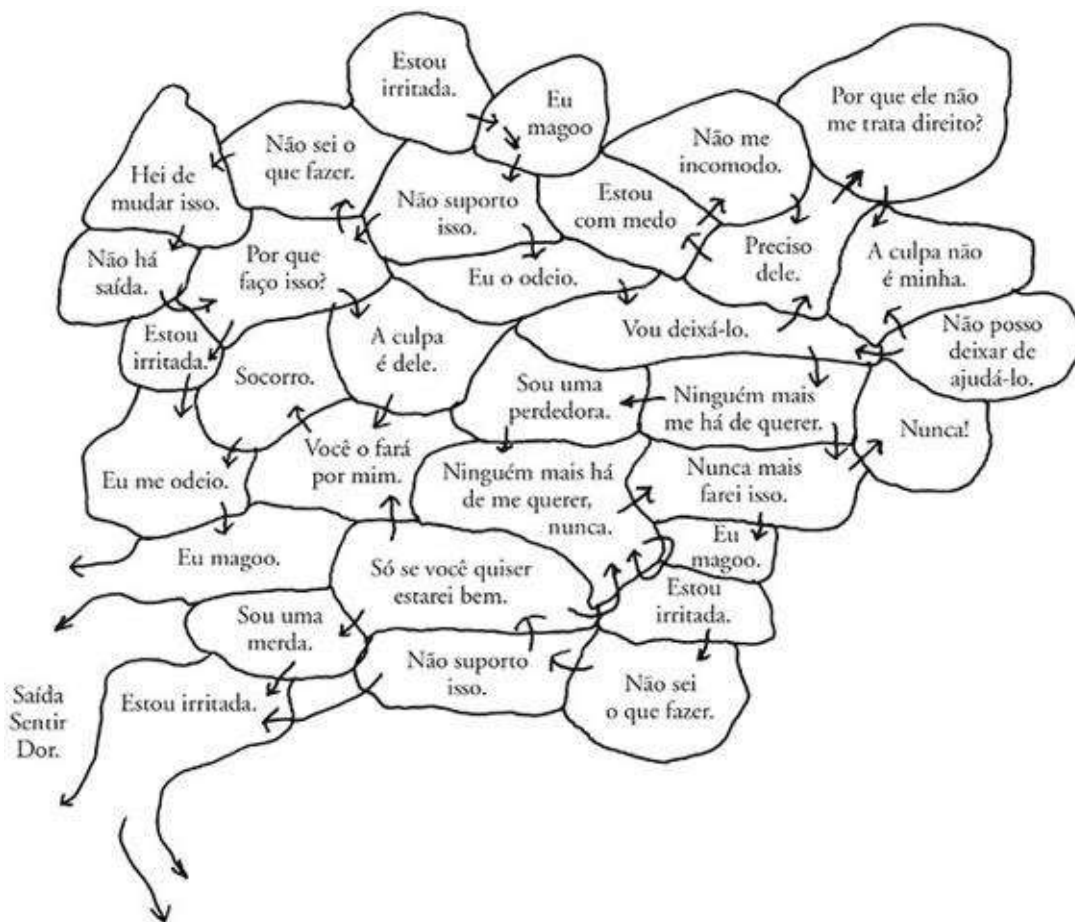 Estou
irritada.
Eu
magoo
Por que ele não
me trata direito?
Não me
incomodo.
Não sei o
que fazer.
Hei de
mudar isso.
Não suporto
isso.
Estou
com medo
Preciso
dele.
A culpa não
é minha.
Não há
saída.
Por que
faço isso?
Eu o odeio.
Vou deixá-lo.
Não posso
deixar de
ajudá-lo.
Estou
irritada.
A culpa
é dele.
Socorro.
Sou uma
perdedora.
Ninguém mais
me há de querer.
Nunca!
Eu me odeio.
Você o fará
por mim.
Ninguém mais há
de me querer,
nunca.
Nunca mais
farei isso.
Eu
magoo.
Eu magoo.
Só se você quiser
estarei bem.
Estou
irritada.
Sou uma
merda.
Não suporto
isso.
Não sei
o que fazer.
Estou irritada.
Saída
Sentir
Dor.